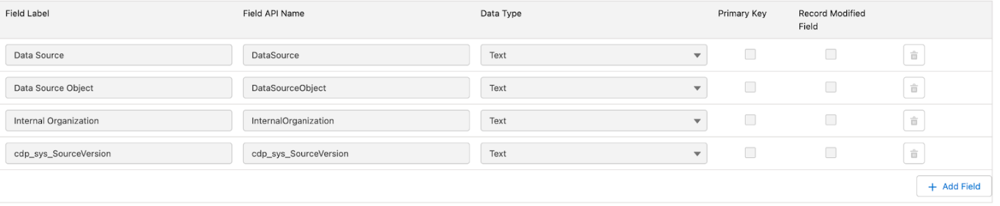 Field Label Field API Name Data Type Primary Key Record Modified Field
Data Source DataSource Text
Data Source Object DataSourceObject Text
Internal Organization InternalOrganization Text
cdp_sys_SourceVersion cdp_sys_SourceVersion Text
+ Add Field